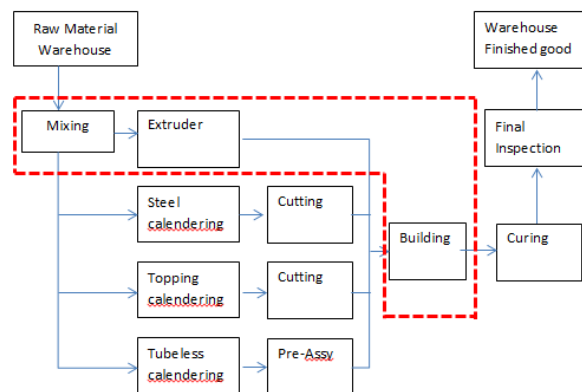 Raw Material
Warehouse
Warehouse
Finished good
Mixing
Extruder
Final
Inspection
Steel
calendering
Cutting
Building
Curing
Topping
calendering
Cutting
Tubeless
calendering
Pre-Assy